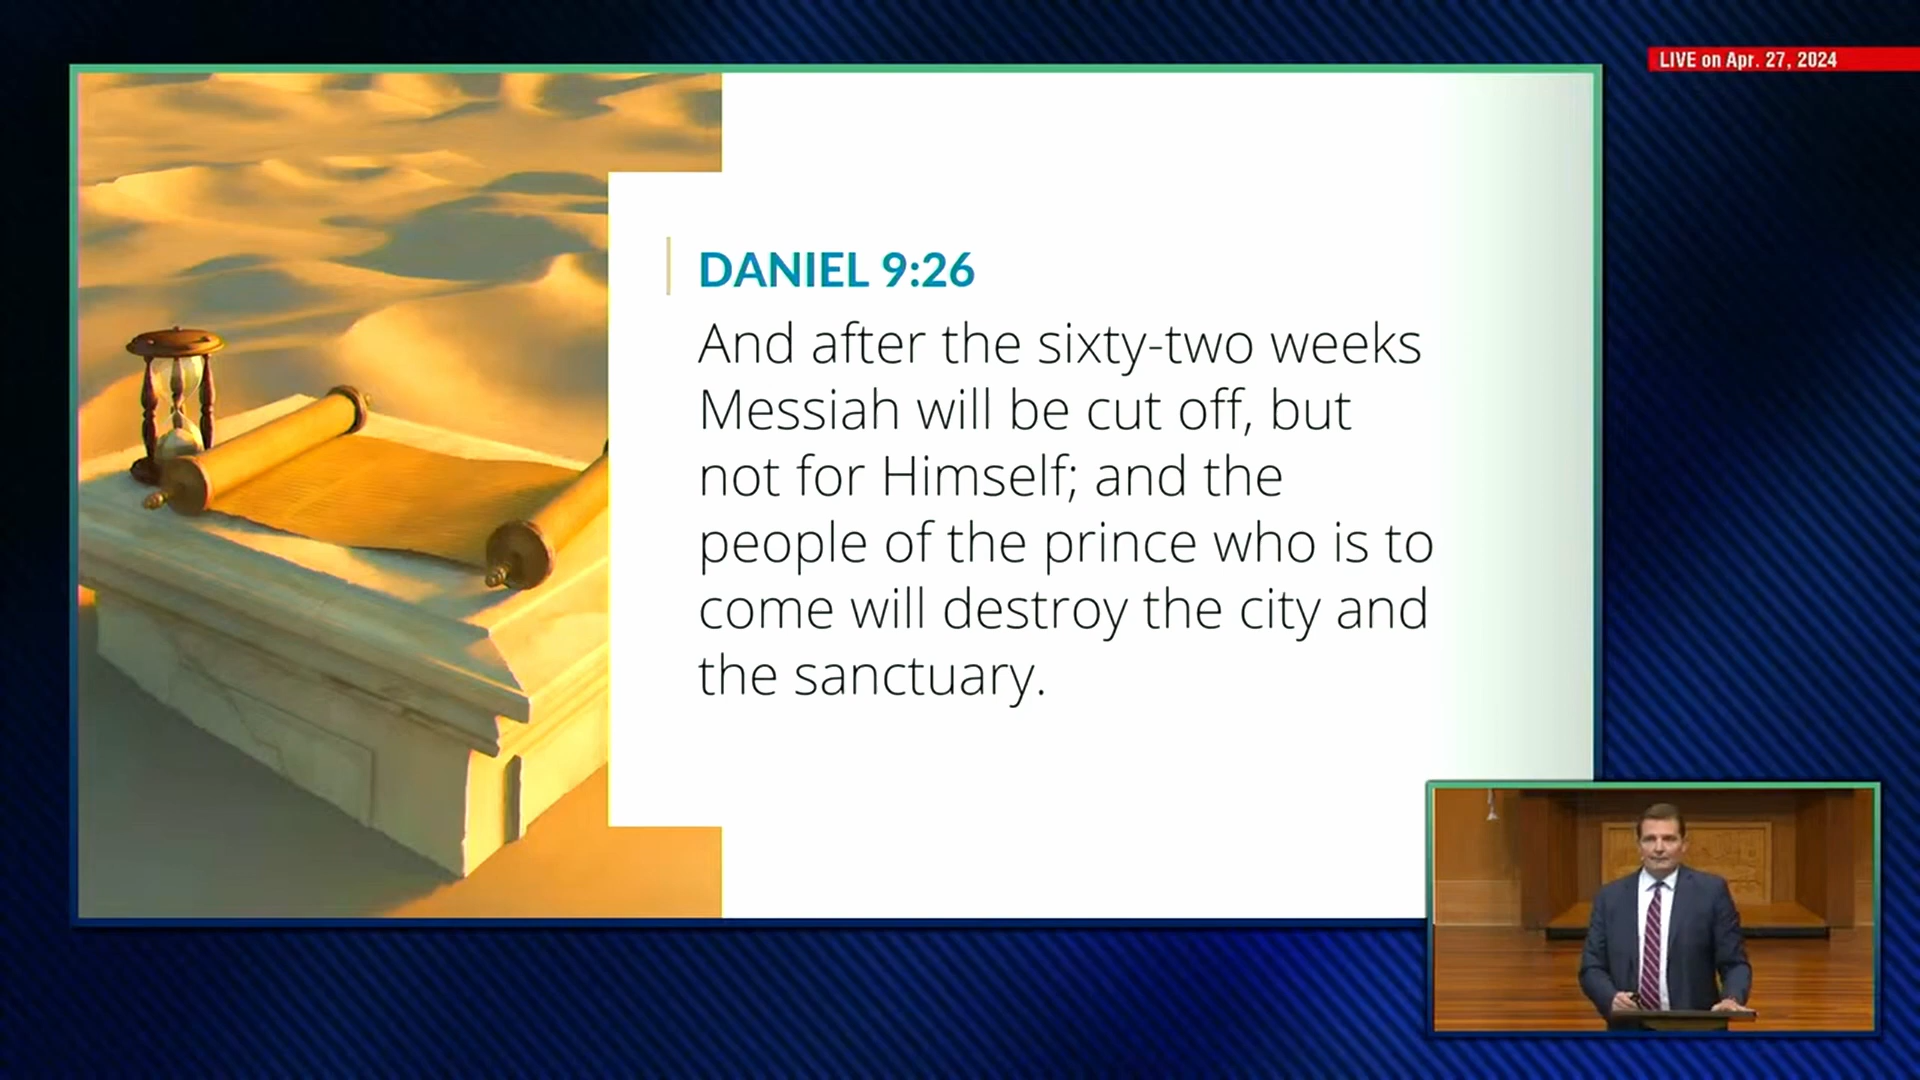 LIVE on Apr. 27, 2024
DANIEL 9:26
And after the sixty-two weeks
Messiah will be cut off, but
not for Himself; and the
people of the prince who is to
come will destroy the city and
the sanctuary.